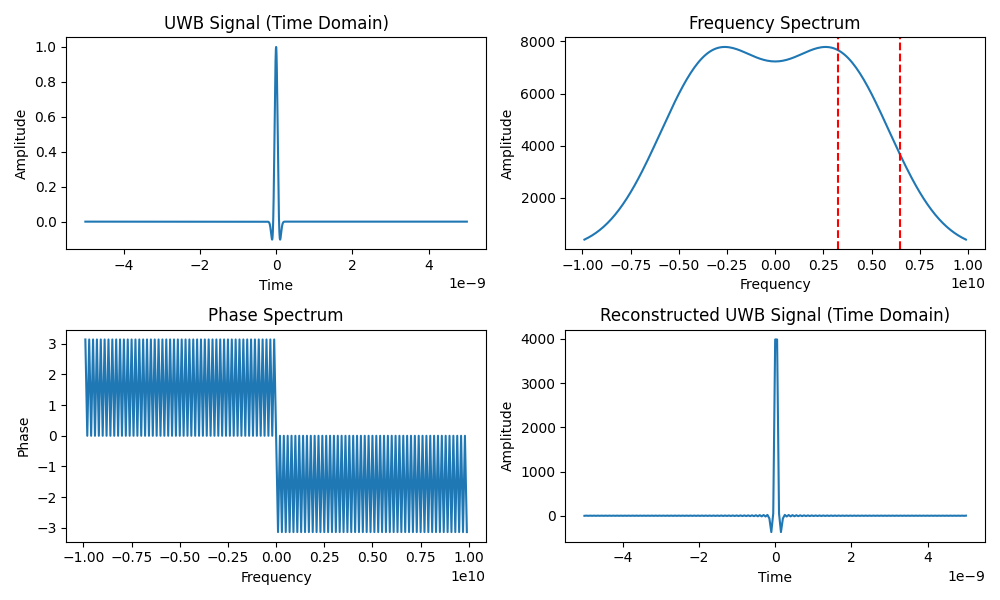 UWB Signal (Time Domain)
1.0
0.8
0.6
0.4
0.2
0.0
Amplitude
−4 −2 0 2 4
Time
1e−9
Frequency Spectrum
8000
6000
4000
2000
Amplitude
−1.00 −0.75 −0.50 −0.25 0.00 0.25 0.50 0.75 1.00
Frequency
1e10
Phase Spectrum
3
2
1
0
−1
−2
−3
Phase
−1.00 −0.75 −0.50 −0.25 0.00 0.25 0.50 0.75 1.00
Frequency
1e10
Reconstructed UWB Signal (Time Domain)
4000
3000
2000
1000
0
Amplitude
−4 −2 0 2 4
Time
1e−9